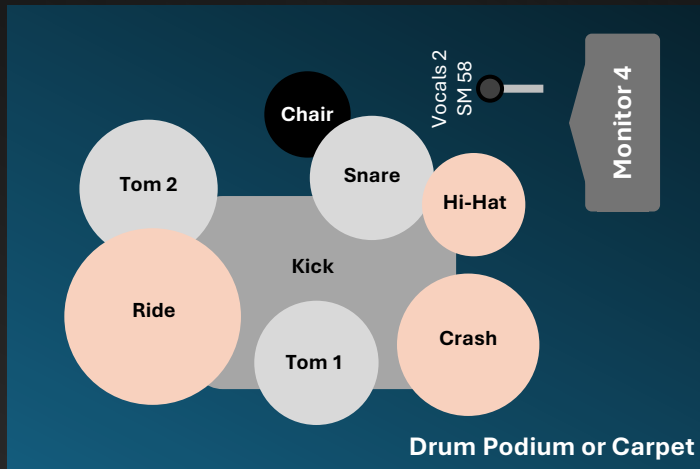 Vocals 2
SM 58
Monitor 4
Chair
Snare
Tom 2
Hi-Hat
Kick
Ride
Crash
Tom 1
Drum Podium or Carpet